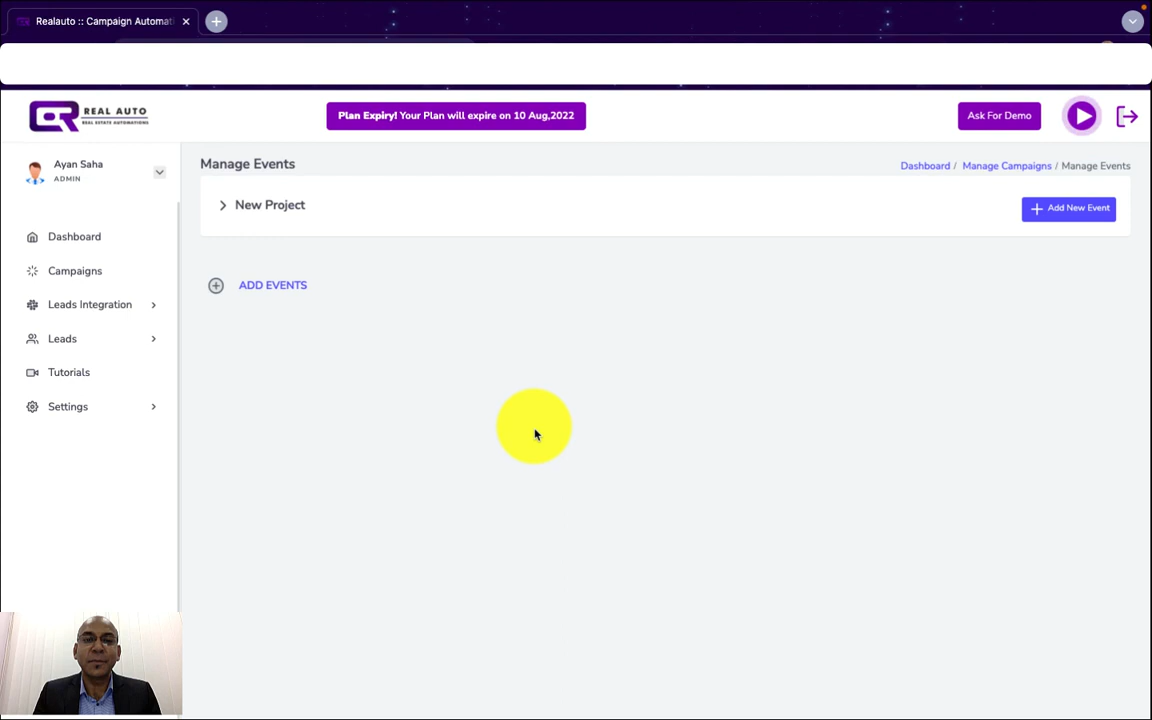 Realauto :: Campaign Automati
REAL AUTO
REAL ESTATE AUTOMATIONS
Plan Expiry! Your Plan will expire on 10 Aug,2022
Ask For Demo
Ayan Saha
ADMIN
Manage Events
Dashboard / Manage Campaigns / Manage Events
New Project
Add New Event
Dashboard
Campaigns
ADD EVENTS
Leads Integration
Leads
Tutorials
Settings